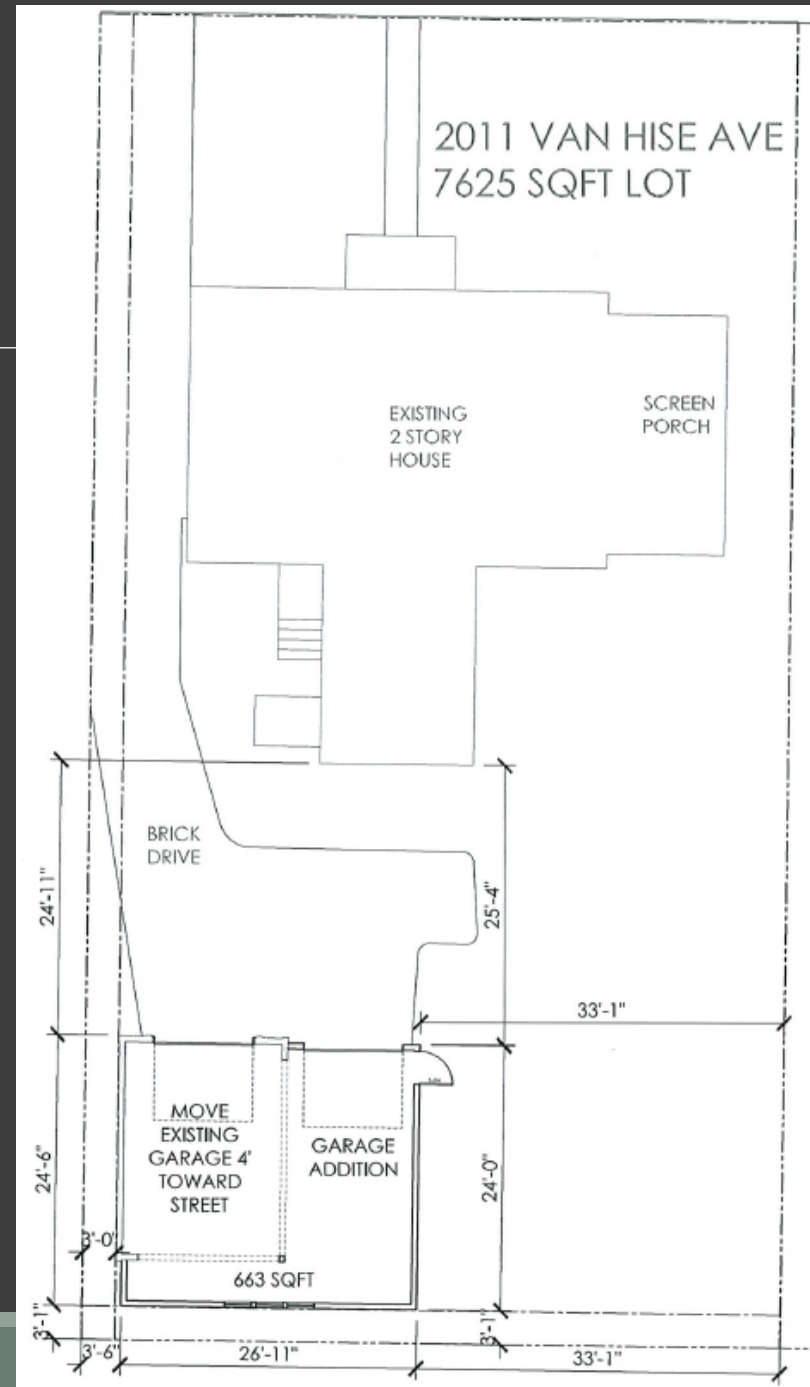 2011 VAN HISE AVE
7625 SQFT LOT
EXISTING
2 STORY
HOUSE
SCREEN
PORCH
BRICK
DRIVE
24'-11"
25'-4"
33'-1"
MOVE
EXISTING
GARAGE 4'
TOWARD
STREET
GARAGE
ADDITION
24'-6"
24'-0"
3'-0"
663 SQFT
3'-1"
3'-1"
3'-6"
26'-11"
33'-1"